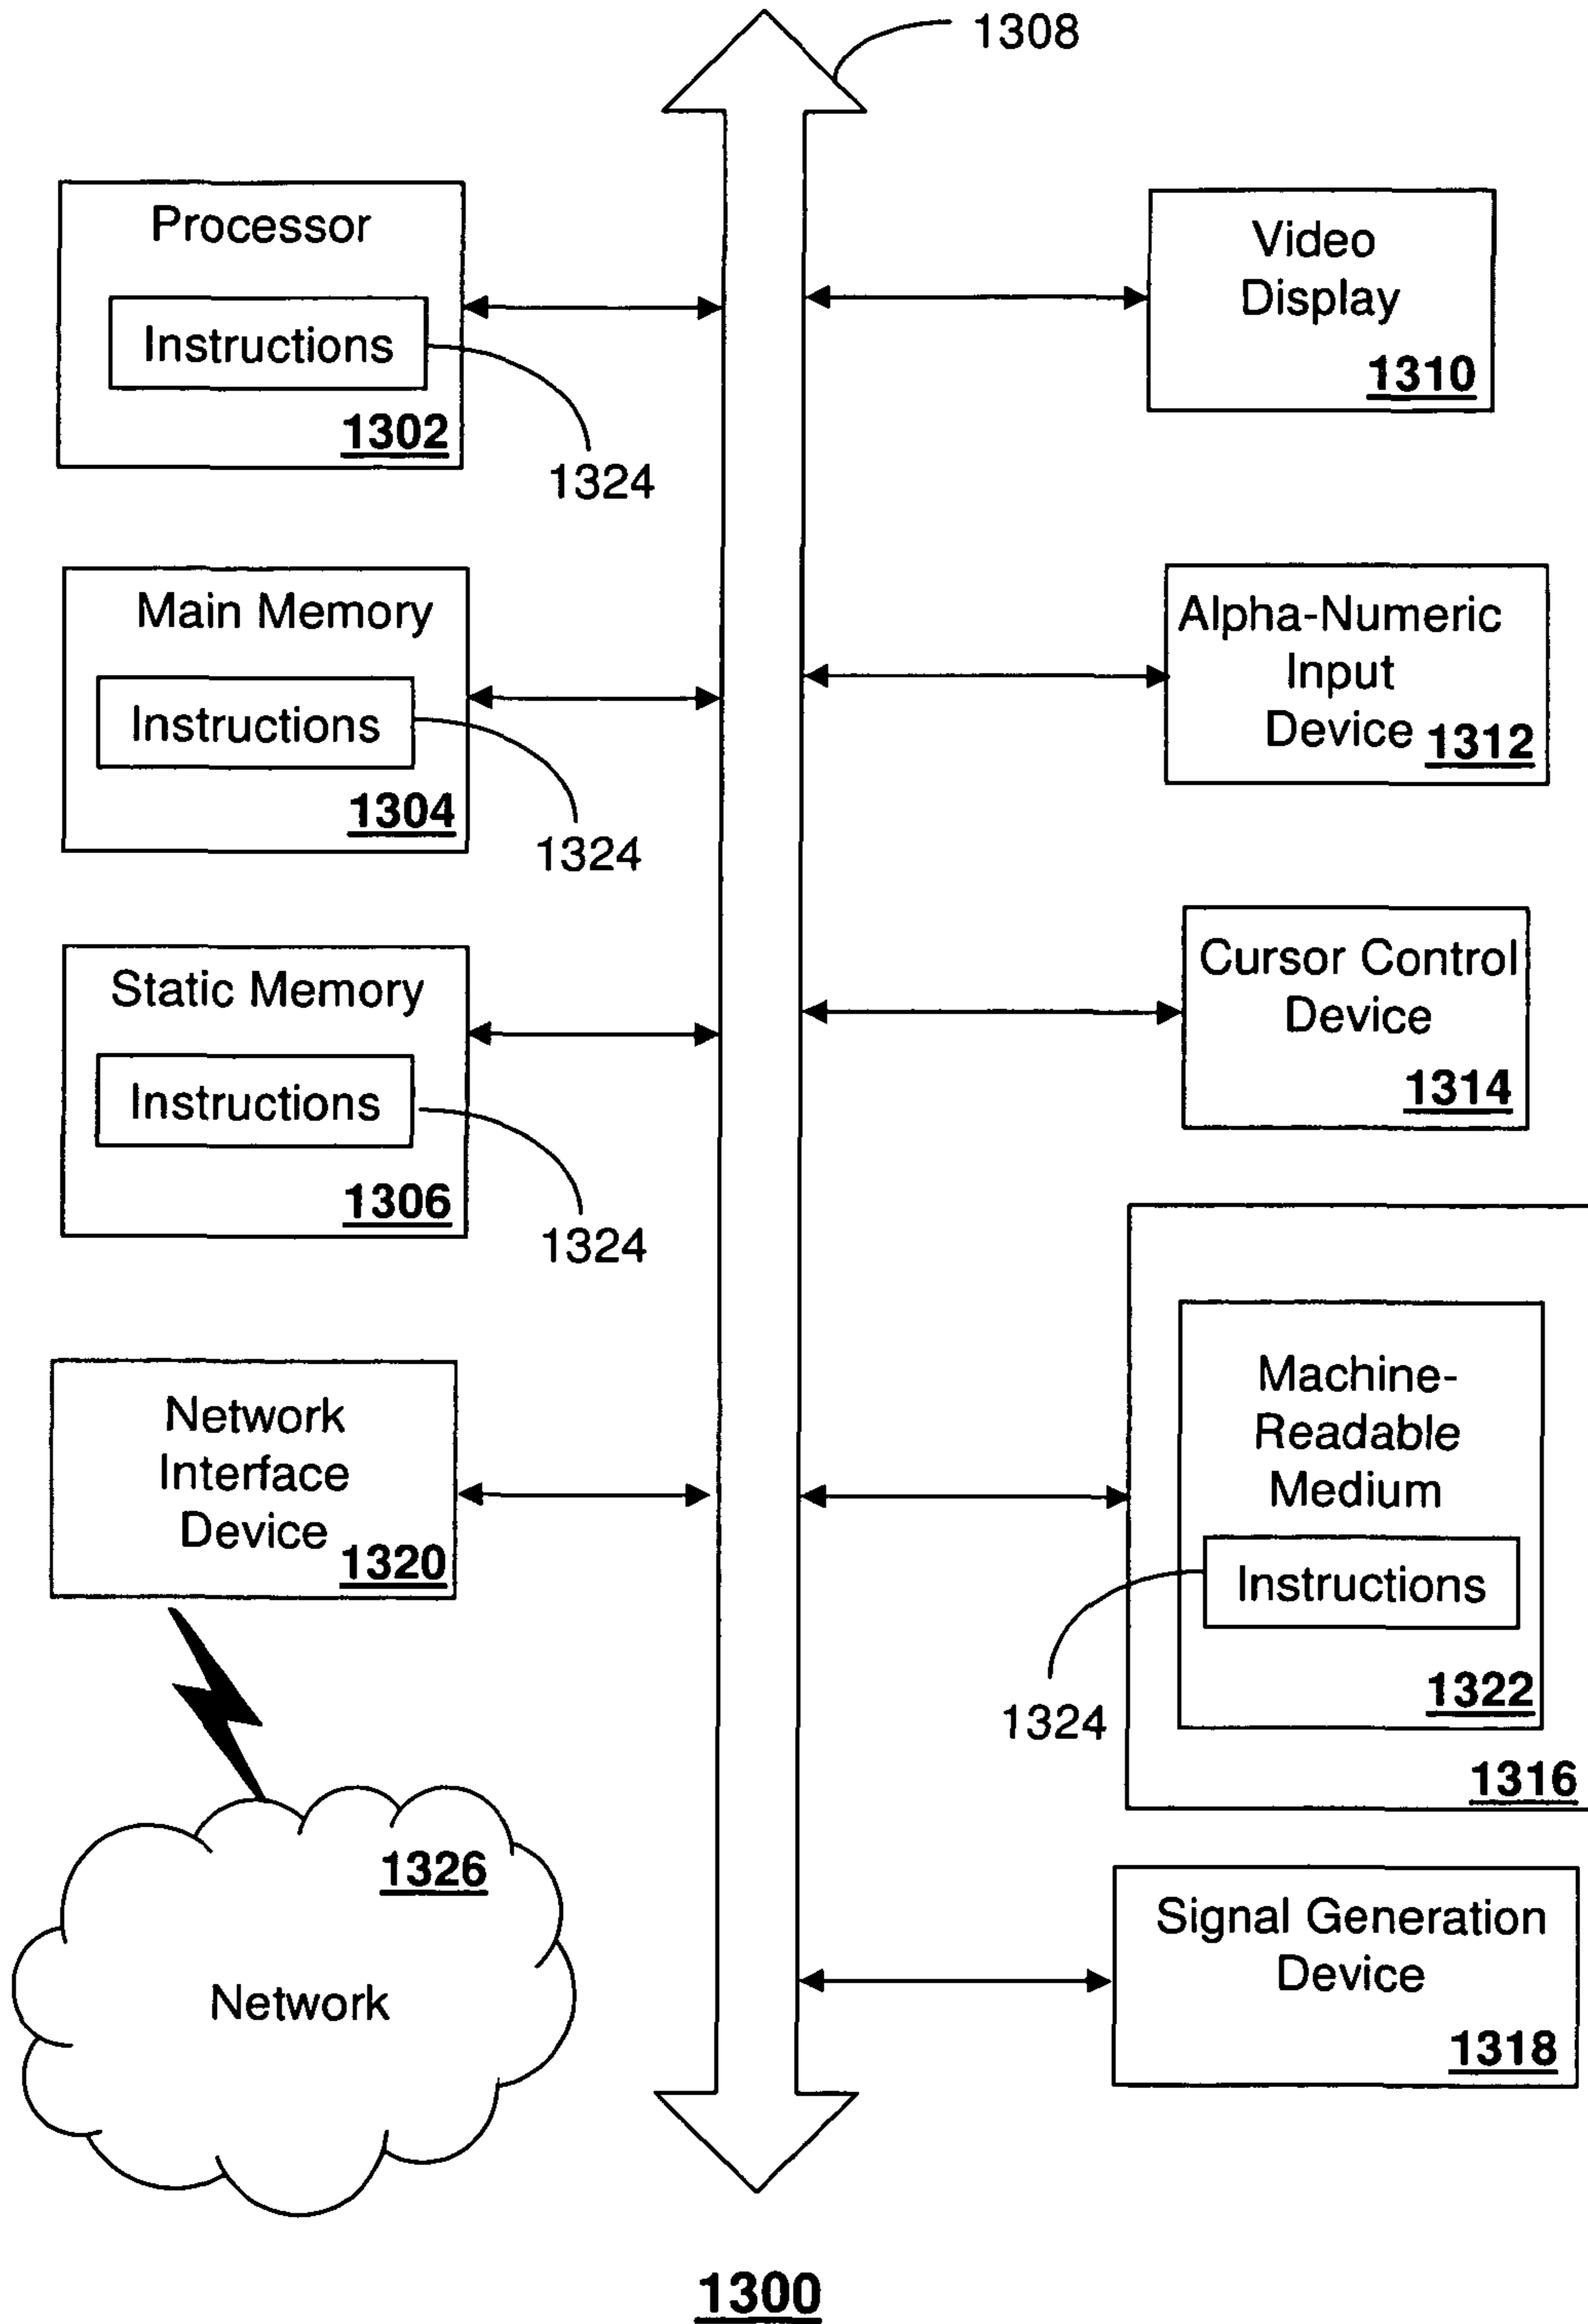 1308
Processor
Instructions
1302
1324
Video
Display
1310
Main Memory
Instructions
1304
1324
Alpha-Numeric
Input
Device 1312
Static Memory
Instructions
1306
1324
Cursor Control
Device
1314
Network
Interface
Device
1320
Machine-
Readable
Medium
Instructions
1324
1322
1316
1326
Network
Signal Generation
Device
1318
1300